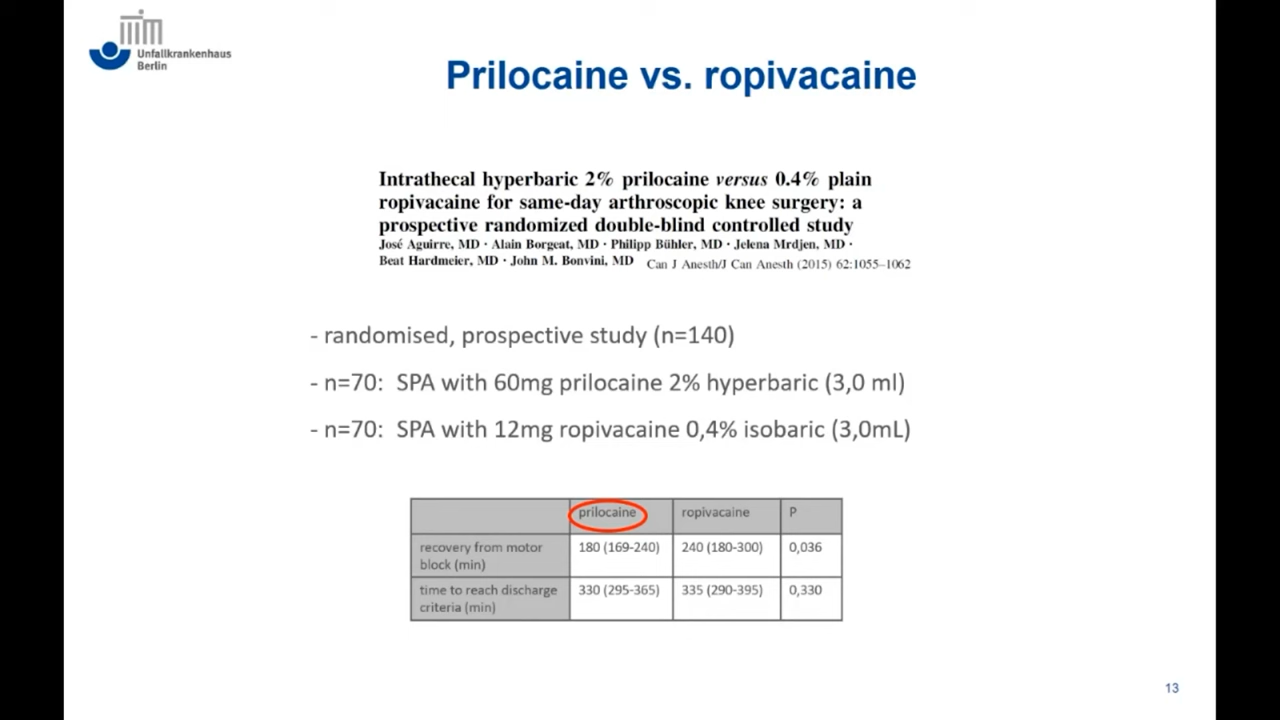 Unfallkrankenhaus
Berlin
Prilocaine vs. ropivacaine
Intrathecal hyperbaric 2% prilocaine versus 0.4% plain
ropivacaine for same-day arthroscopic knee surgery: a
prospective randomized double-blind controlled study
José Aguirre, MD · Alain Borgeat, MD · Philipp Bühler, MD · Jelena Mrdjen, MD ·
Beat Hardmeier, MD · John M. Bonvini, MD Can J Anesth/J Can Anesth (2015) 62:1055–1062
- randomised, prospective study (n=140)
- n=70: SPA with 60mg prilocaine 2% hyperbaric (3,0 ml)
- n=70: SPA with 12mg ropivacaine 0,4% isobaric (3,0mL)
prilocaine ropivacaine P
recovery from motor
block (min) 180 (169-240) 240 (180-300) 0,036
time to reach discharge
criteria (min) 330 (295-365) 335 (290-395) 0,330
13